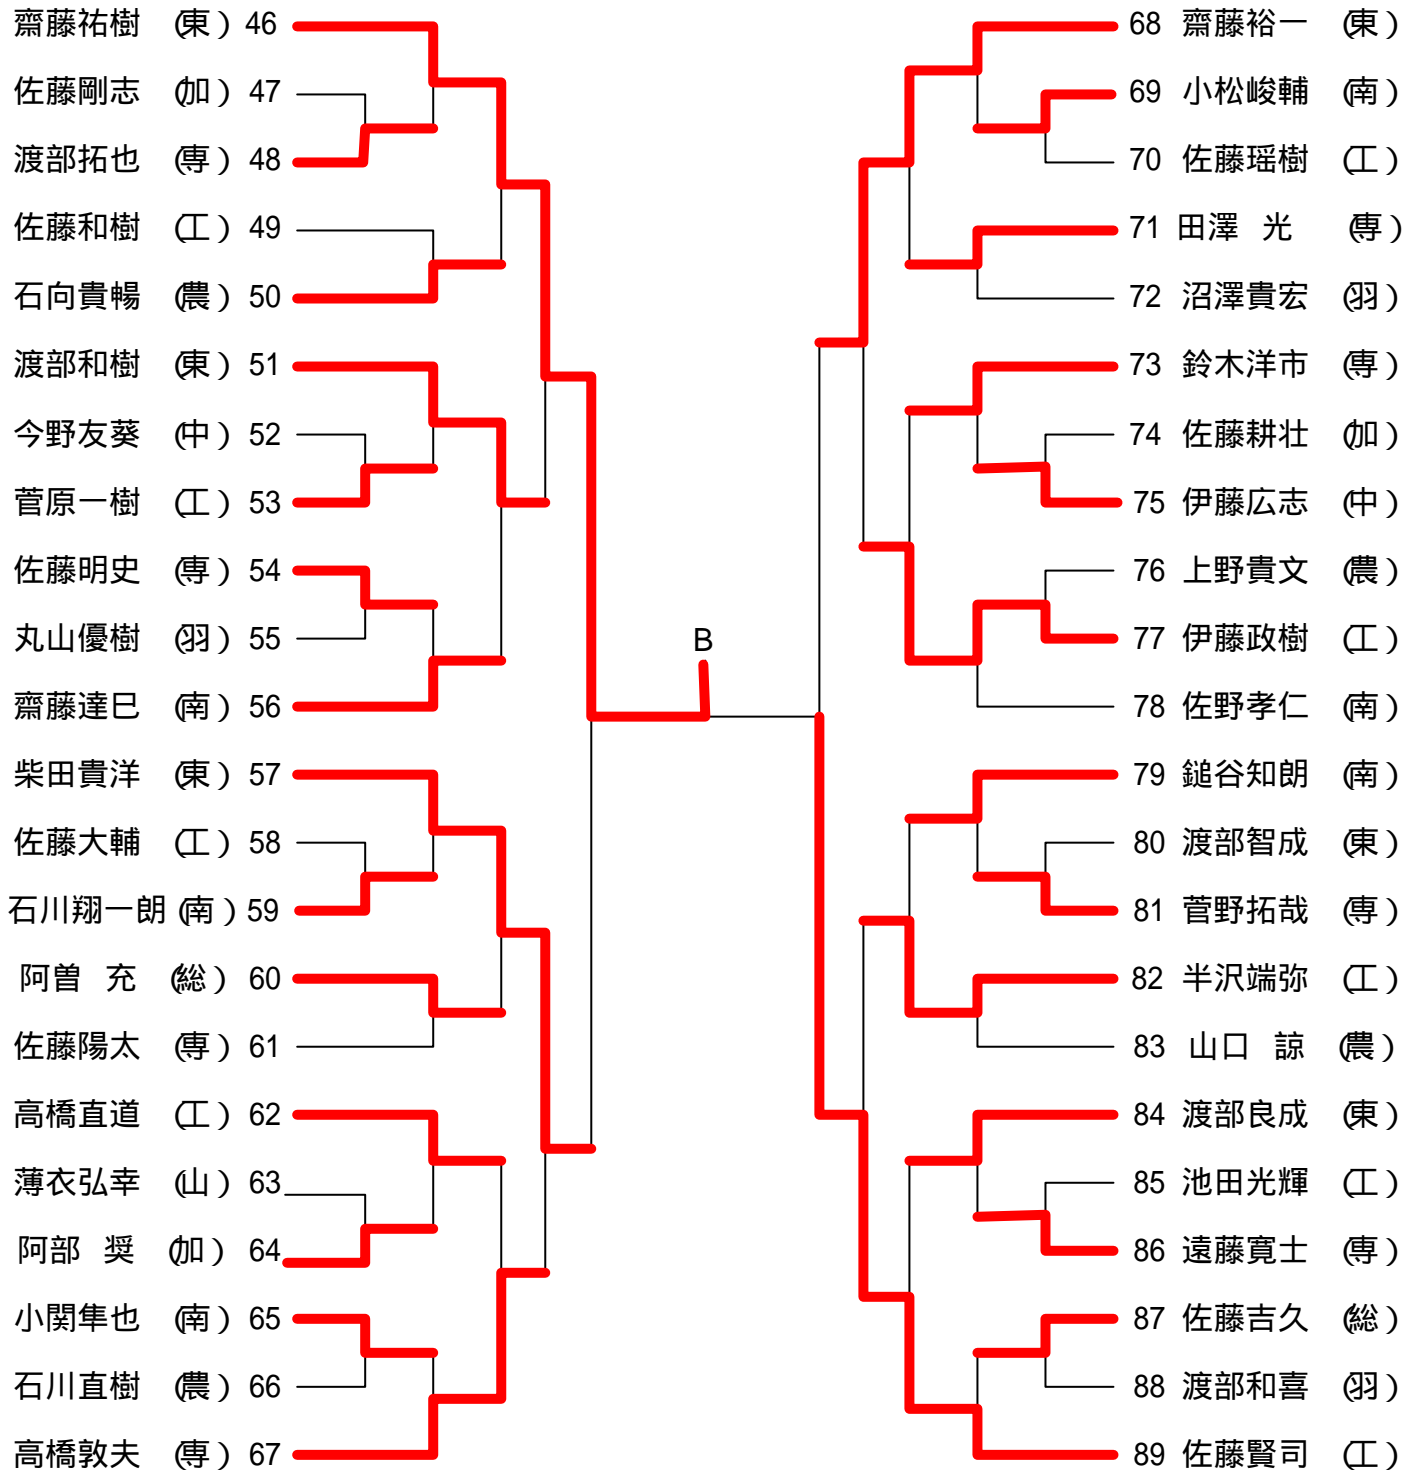 齋藤祐樹 (東) 46
佐藤剛志 (加) 47
渡部拓也 (専) 48
佐藤和樹 (工) 49
石向貴暢 (農) 50
渡部和樹 (東) 51
今野友葵 (中) 52
菅原一樹 (工) 53
佐藤明史 (専) 54
丸山優樹 (羽) 55
齋藤達巳 (南) 56
柴田貴洋 (東) 57
佐藤大輔 (工) 58
石川翔一朗 (南) 59
阿曽 充 (総) 60
佐藤陽太 (専) 61
高橋直道 (工) 62
薄衣弘幸 (山) 63
阿部 奨 (加) 64
小関隼也 (南) 65
石川直樹 (農) 66
高橋敦夫 (専) 67
B
68 齋藤裕一 (東)
69 小松峻輔 (南)
70 佐藤瑶樹 (工)
71 田澤 光 (専)
72 沼澤貴宏 (羽)
73 鈴木洋市 (専)
74 佐藤耕壮 (加)
75 伊藤広志 (中)
76 上野貴文 (農)
77 伊藤政樹 (工)
78 佐野孝仁 (南)
79 鎚谷知朗 (南)
80 渡部智成 (東)
81 菅野拓哉 (専)
82 半沢端弥 (工)
83 山口 諒 (農)
84 渡部良成 (東)
85 池田光輝 (工)
86 遠藤寛士 (専)
87 佐藤吉久 (総)
88 渡部和喜 (羽)
89 佐藤賢司 (工)